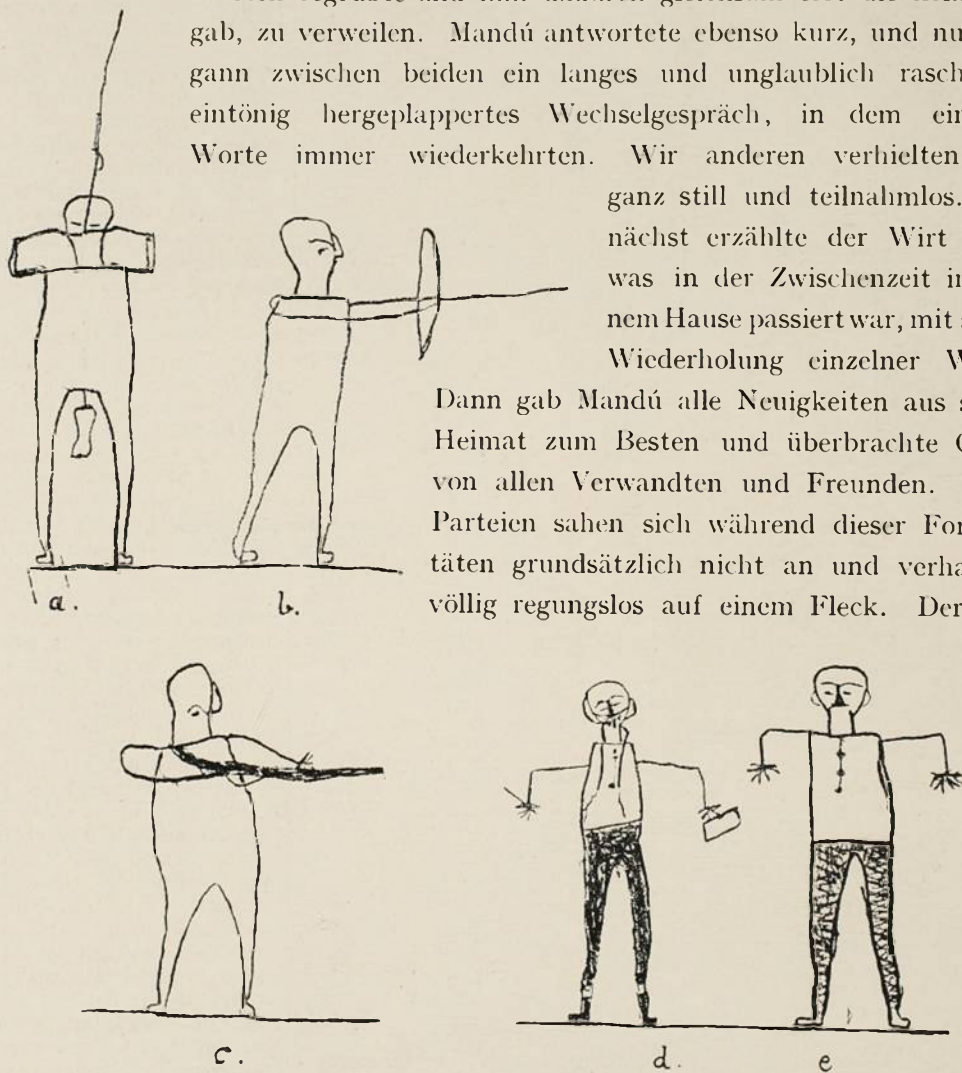 gab, zu verweilen. Mandú antwortete ebenso kurz, und nu
gann zwischen beiden ein langes und unglaublich rasch
eintönig hergeplappertes Wechselgespräch, in dem ein
Worte immer wiederkehrten. Wir anderen verhielten
ganz still und teilnahmlos.
nächst erzählte der Wirt
was in der Zwischenzeit in
nem Hause passiert war, mit
Wiederholung einzelner W
Dann gab Mandú alle Neuigkeiten aus s
Heimat zum Besten und überbrachte
von allen Verwandten und Freunden.
Parteien sahen sich während dieser For
täten grundsätzlich nicht an und verha
völlig regungslos auf einem Fleck. Der
a. b.
c. d. e